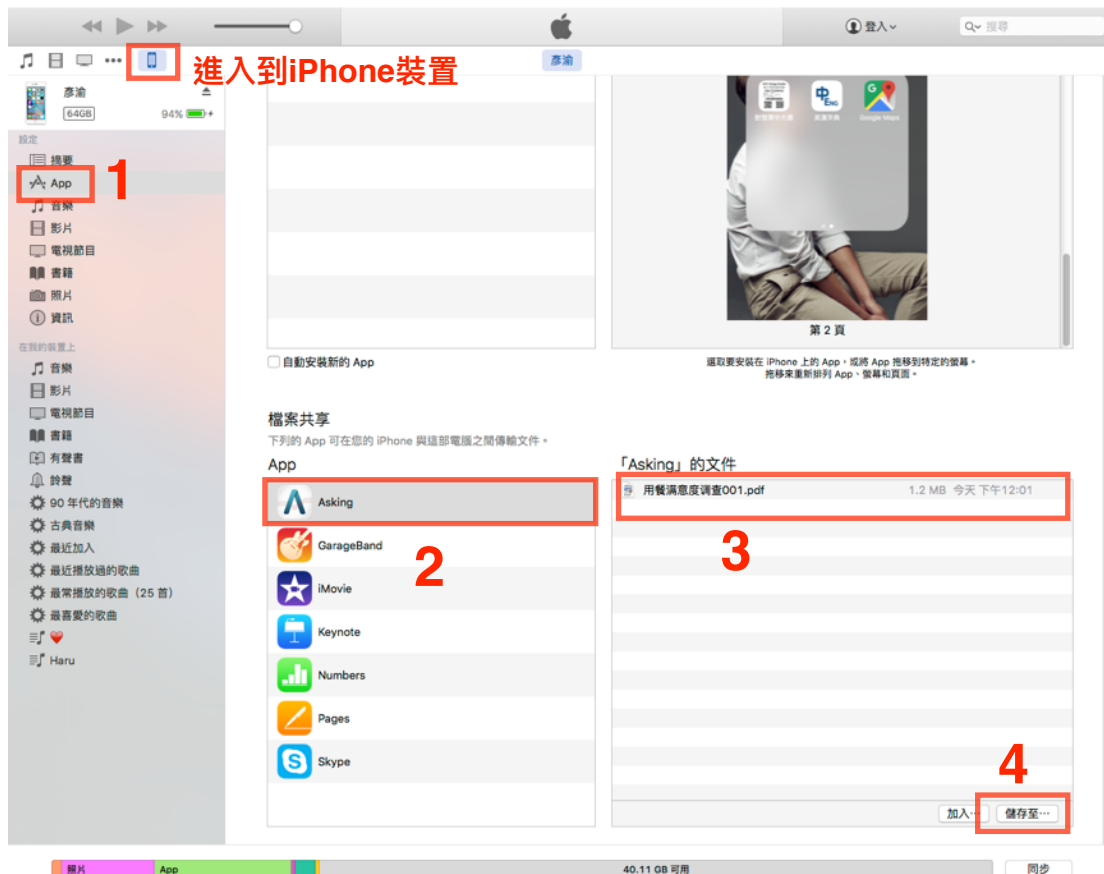 登入
搜尋
彥渝
進入到iPhone裝置
彥渝
64GB
94%
設定
摘要
App
1
音樂
影片
電視節目
書籍
照片
資訊
在我的裝置上
音樂
影片
電視節目
書籍
有聲書
鈴聲
90 年代的音樂
古典音樂
最近加入
最近播放過的歌曲
最常播放的歌曲（25 首）
最喜愛的歌曲
Haru
自動安裝新的 App
英漢字典
Google Maps
第 2 頁
選取要安裝在 iPhone 上的 App，或將 App 拖移到特定的螢幕。
拖移來重新排列 App、螢幕和頁面。
檔案共享
下列的 App 可在您的 iPhone 與這部電腦之間傳輸文件。
App
Asking
GarageBand
2
iMovie
Keynote
Numbers
Pages
Skype
「Asking」的文件
用餐满意度调查001.pdf 1.2 MB 今天 下午12:01
3
4
加入⋯
儲存至⋯
照片
App
40.11 GB 可用
同步